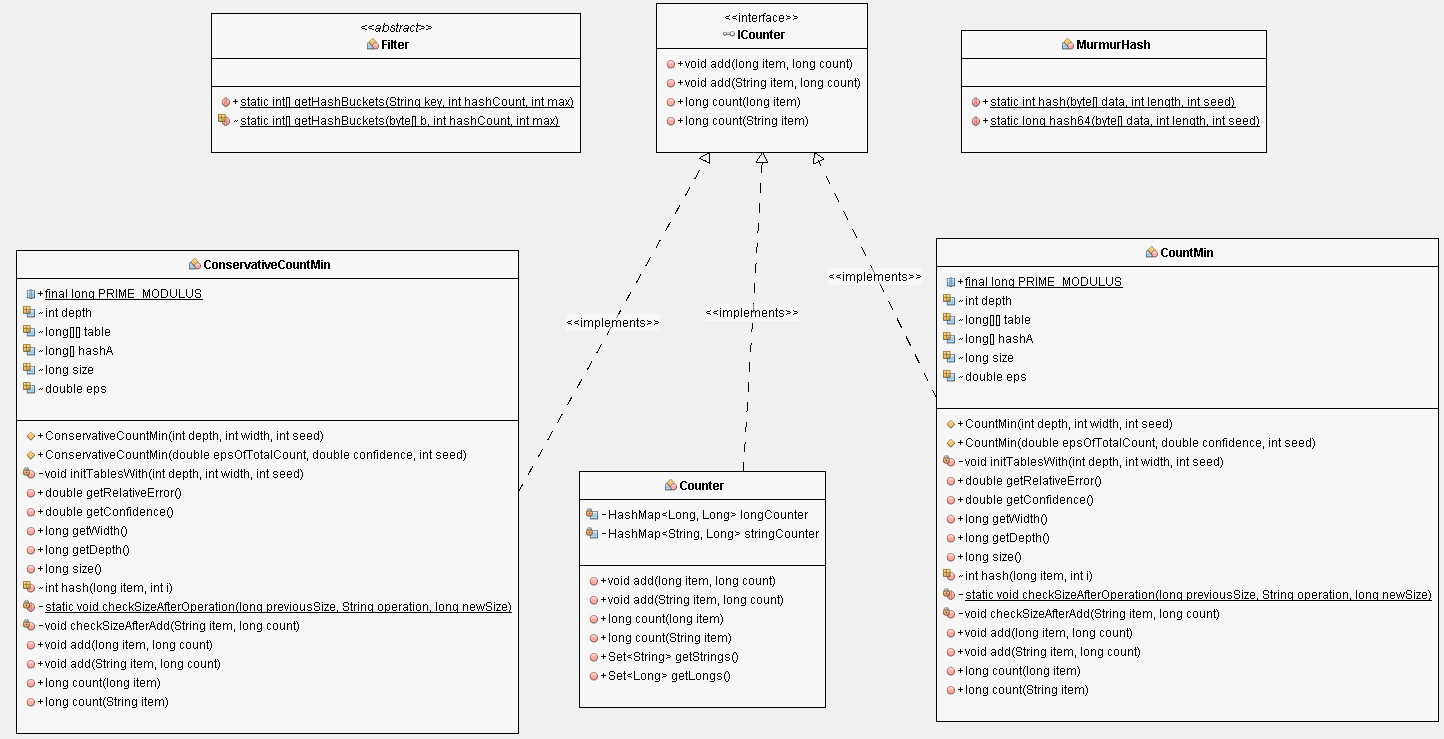 <<abstract>>
Filter
+static int[] getHashBuckets(String key, int hashCount, int max)
~static int[] getHashBuckets(byte[] b, int hashCount, int max)
<<interface>>
ICounter
+void add(long item, long count)
+void add(String item, long count)
+long count(long item)
+long count(String item)
MurmurHash
+static int hash(byte[] data, int length, int seed)
+static long hash64(byte[] data, int length, int seed)
<<implements>>
<<implements>>
<<implements>>
ConservativeCountMin
+final long PRIME_MODULUS
~int depth
~long[][] table
~long[] hashA
~long size
~double eps
+ConservativeCountMin(int depth, int width, int seed)
+ConservativeCountMin(double epsOfTotalCount, double confidence, int seed)
-void initTablesWith(int depth, int width, int seed)
+double getRelativeError()
+double getConfidence()
+long getWidth()
+long getDepth()
+long size()
~int hash(long item, int i)
-static void checkSizeAfterOperation(long previousSize, String operation, long newSize)
-void checkSizeAfterAdd(String item, long count)
+void add(long item, long count)
+void add(String item, long count)
+long count(long item)
+long count(String item)
Counter
-HashMap<Long, Long> longCounter
-HashMap<String, Long> stringCounter
+void add(long item, long count)
+void add(String item, long count)
+long count(long item)
+long count(String item)
+Set<String> getStrings()
+Set<Long> getLongs()
CountMin
+final long PRIME_MODULUS
~int depth
~long[][] table
~long[] hashA
~long size
~double eps
+CountMin(int depth, int width, int seed)
+CountMin(double epsOfTotalCount, double confidence, int seed)
-void initTablesWith(int depth, int width, int seed)
+double getRelativeError()
+double getConfidence()
+long getWidth()
+long getDepth()
+long size()
~int hash(long item, int i)
-static void checkSizeAfterOperation(long previousSize, String operation, long newSize)
-void checkSizeAfterAdd(String item, long count)
+void add(long item, long count)
+void add(String item, long count)
+long count(long item)
+long count(String item)